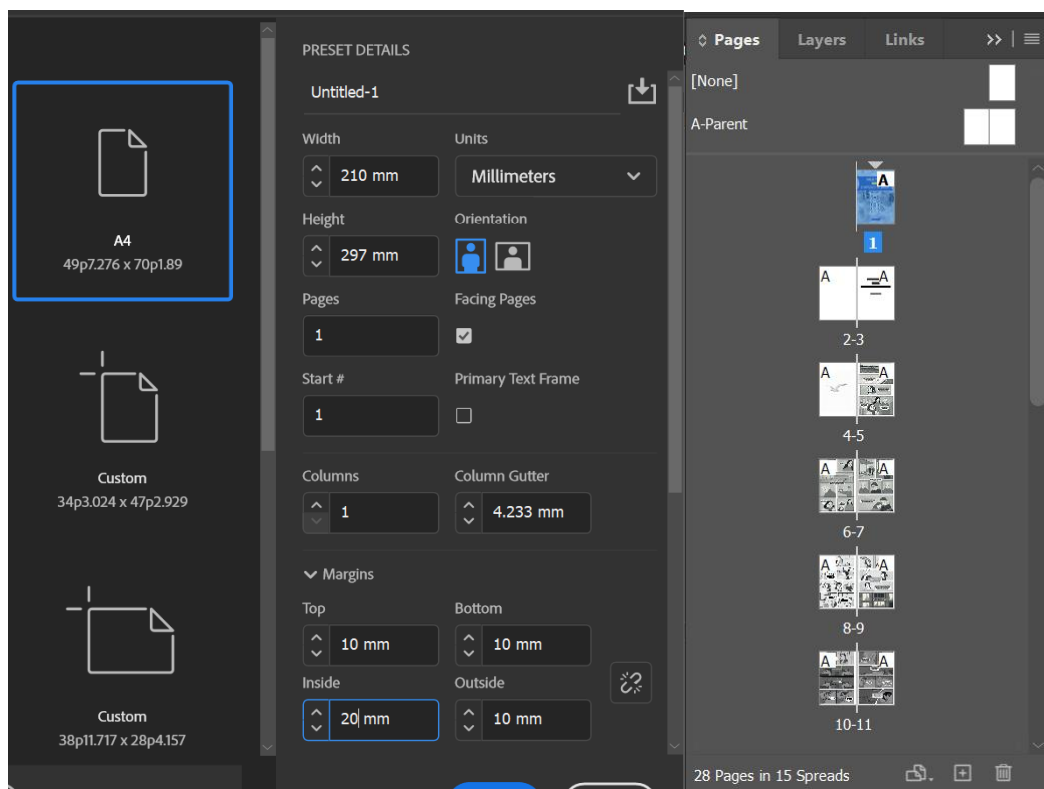 A4
49p7.276 x 70p1.89
Custom
34p3.024 x 47p2.929
Custom
38p11.717 x 28p4.157
PRESET DETAILS
Untitled-1
Width
Units
210 mm
Millimeters
Height
Orientation
297 mm
Pages
Facing Pages
1
Start #
Primary Text Frame
1
Columns
Column Gutter
1
4.233 mm
Margins
Top
Bottom
10 mm
10 mm
Inside
Outside
20 mm
10 mm
Pages Layers Links >>
[None]
A-Parent
A
1
A A
2-3
A A
4-5
A A
6-7
A A
8-9
A A
10-11
28 Pages in 15 Spreads